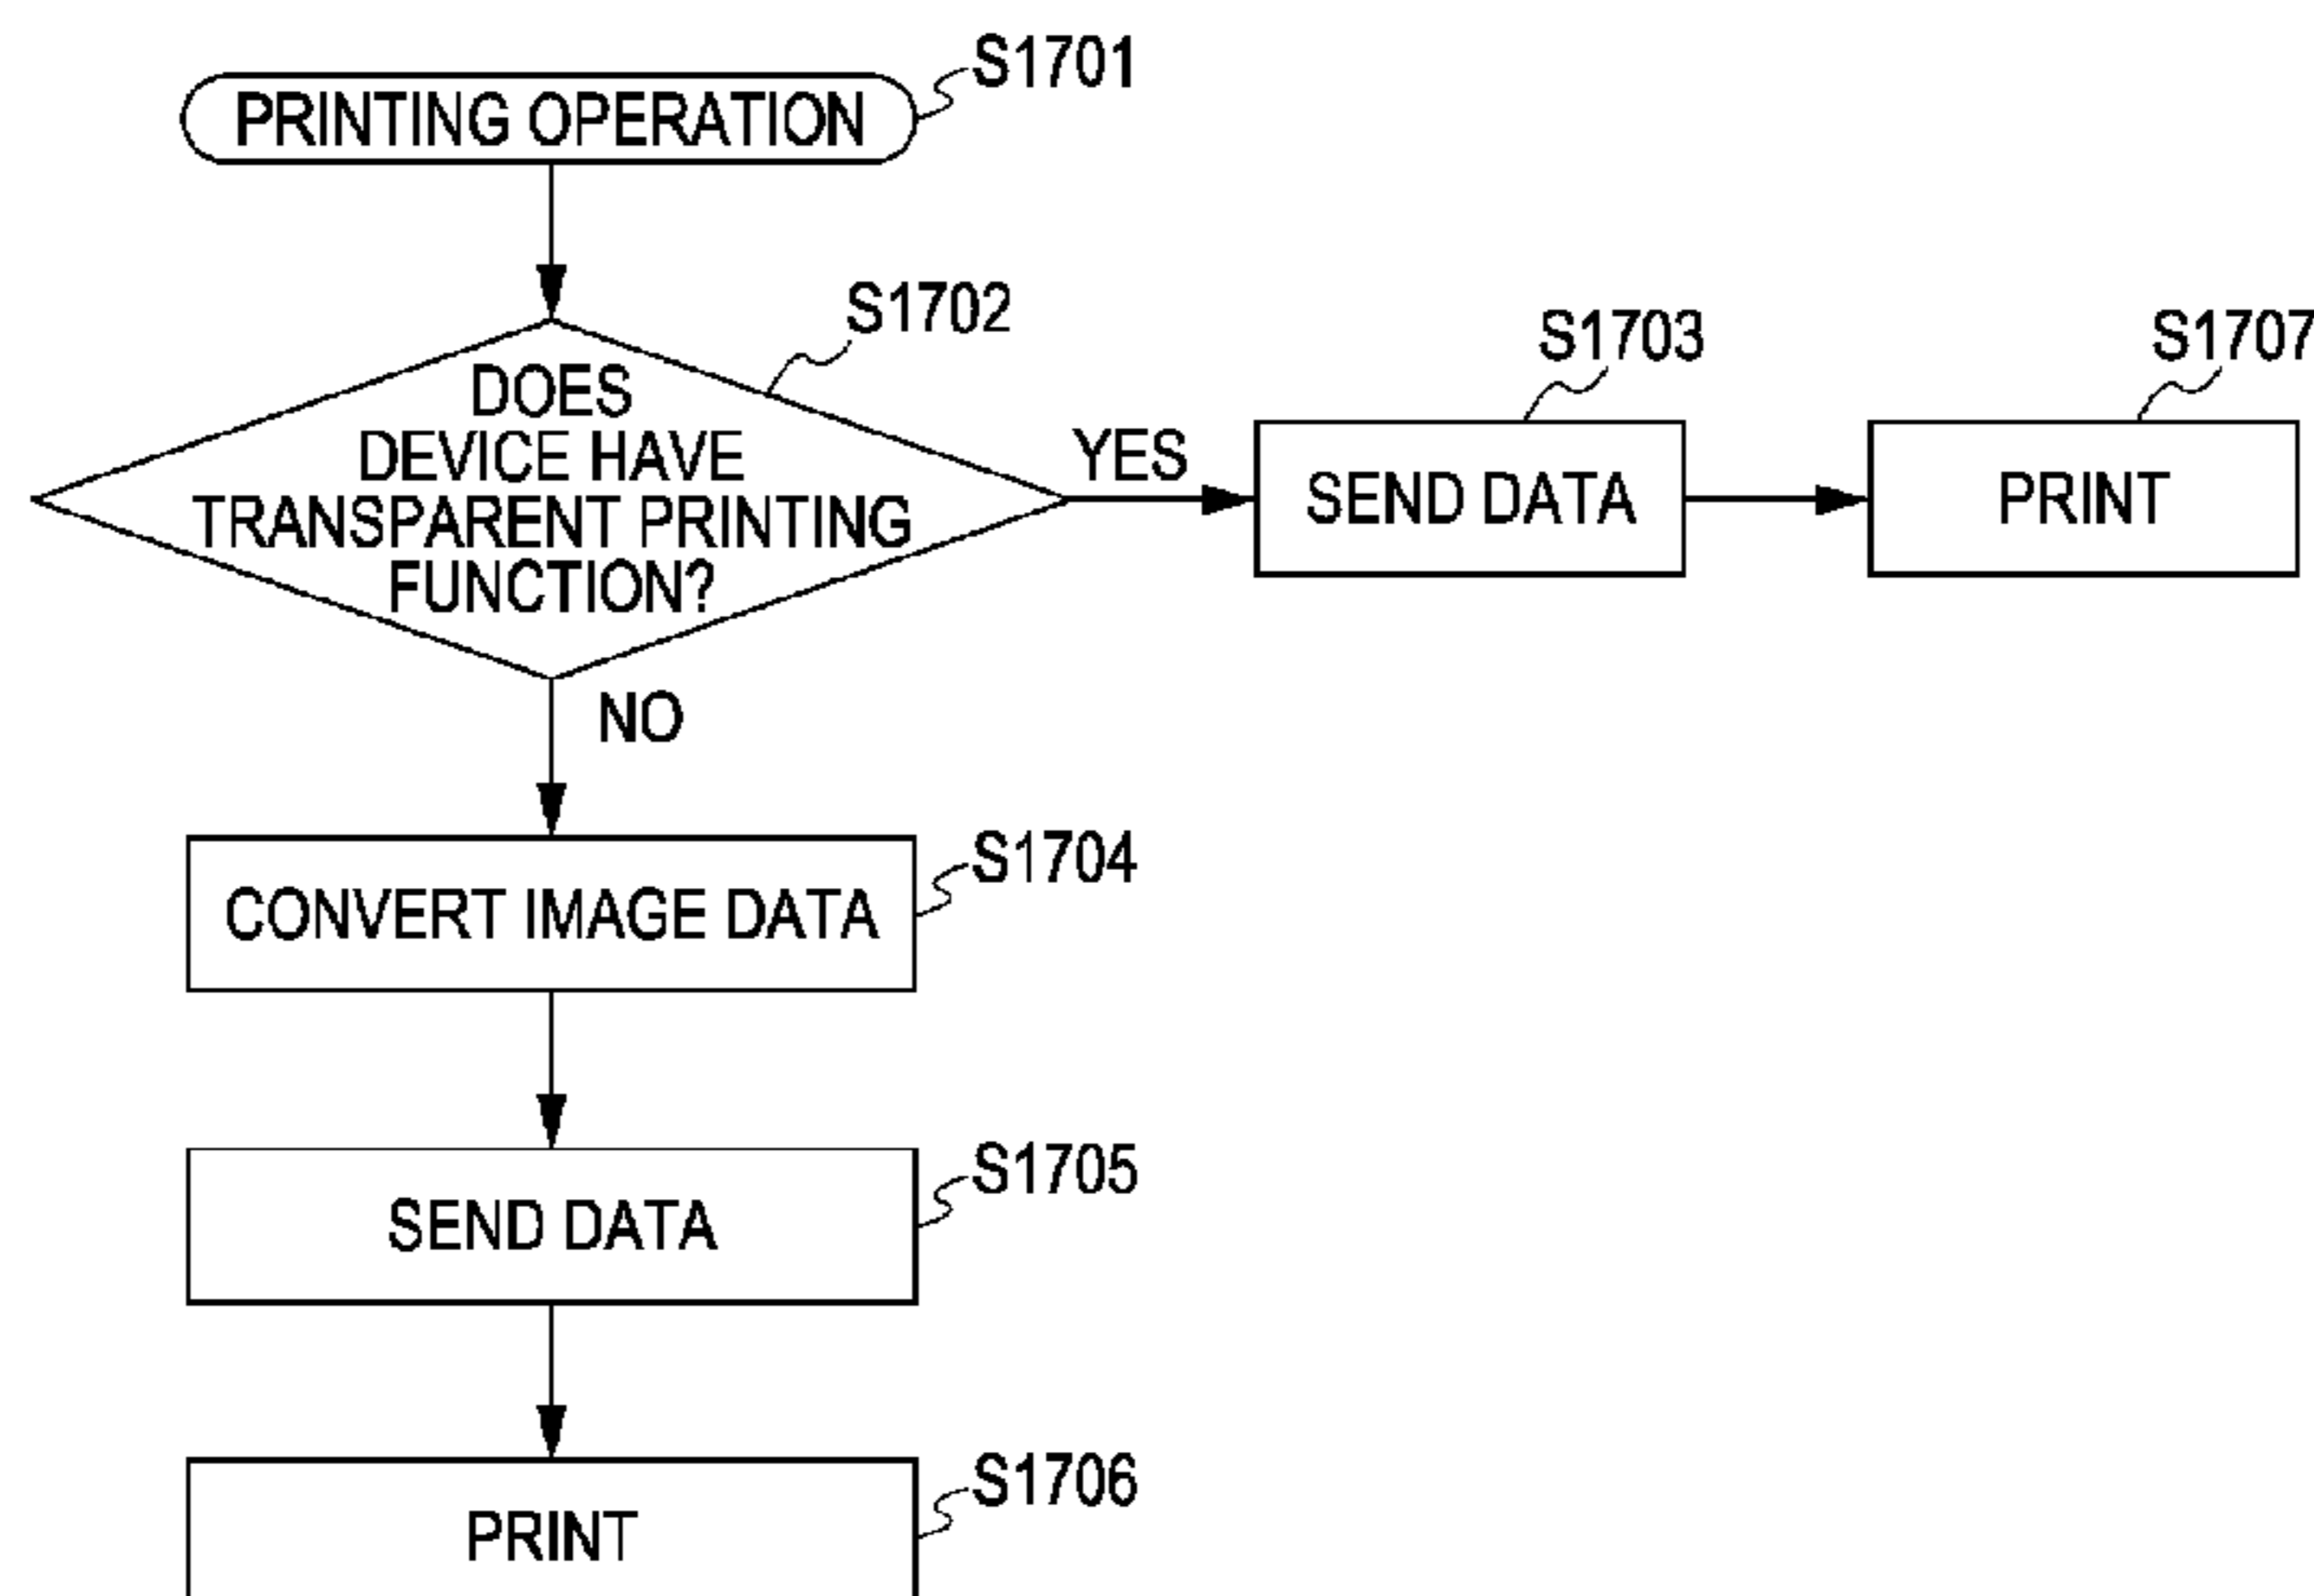 S1701
PRINTING OPERATION
S1702
DOES
DEVICE HAVE
TRANSPARENT PRINTING
FUNCTION?
YES
S1703
SEND DATA
S1707
PRINT
NO
S1704
CONVERT IMAGE DATA
S1705
SEND DATA
S1706
PRINT